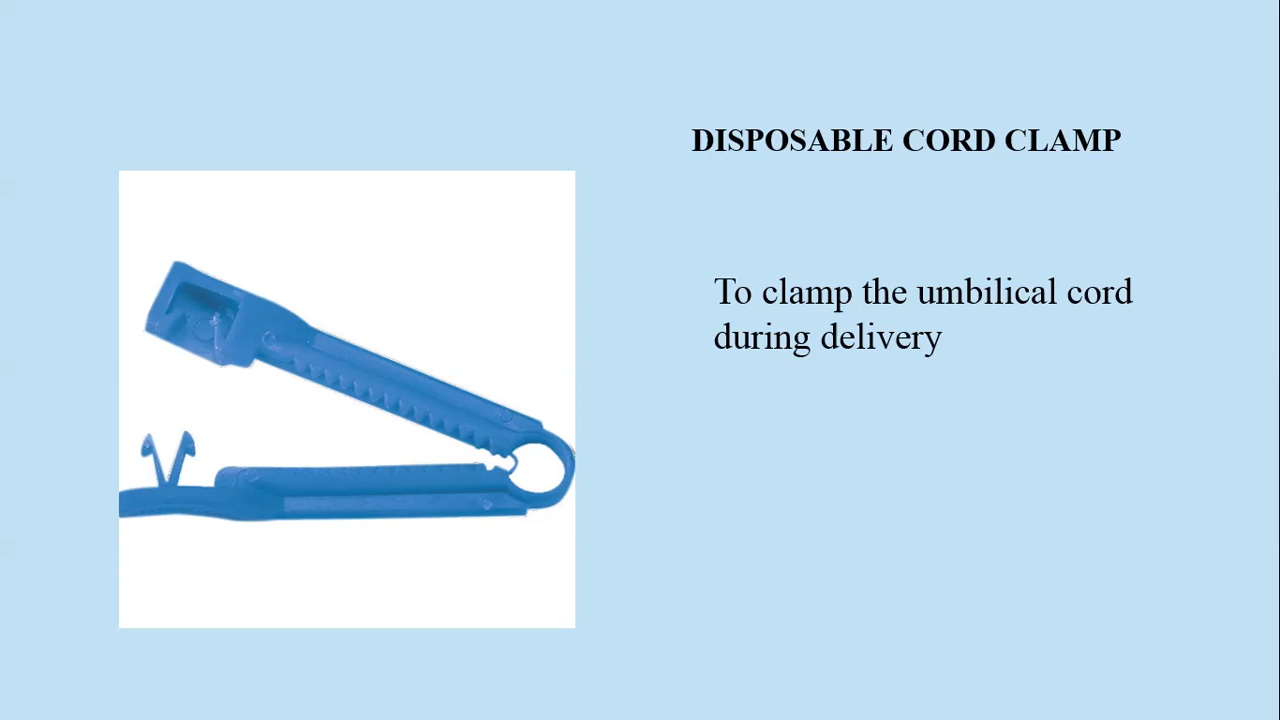 DISPOSABLE CORD CLAMP
To clamp the umbilical cord
during delivery